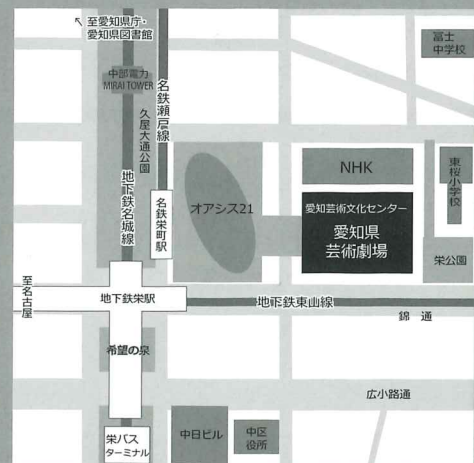 至愛知県庁・
愛知県図書館
冨士
中学校
中部電力
MIRAI TOWER
久屋大通公園
名鉄瀬戸線
地下鉄名城線
名鉄栄町駅
オアシス21
NHK
東桜小学校
愛知芸術文化センター
愛知県
芸術劇場
栄公園
至名古屋
地下鉄栄駅
地下鉄東山線
錦 通
希望の泉
広小路通
栄バス
ターミナル
中日ビル
中区
役所